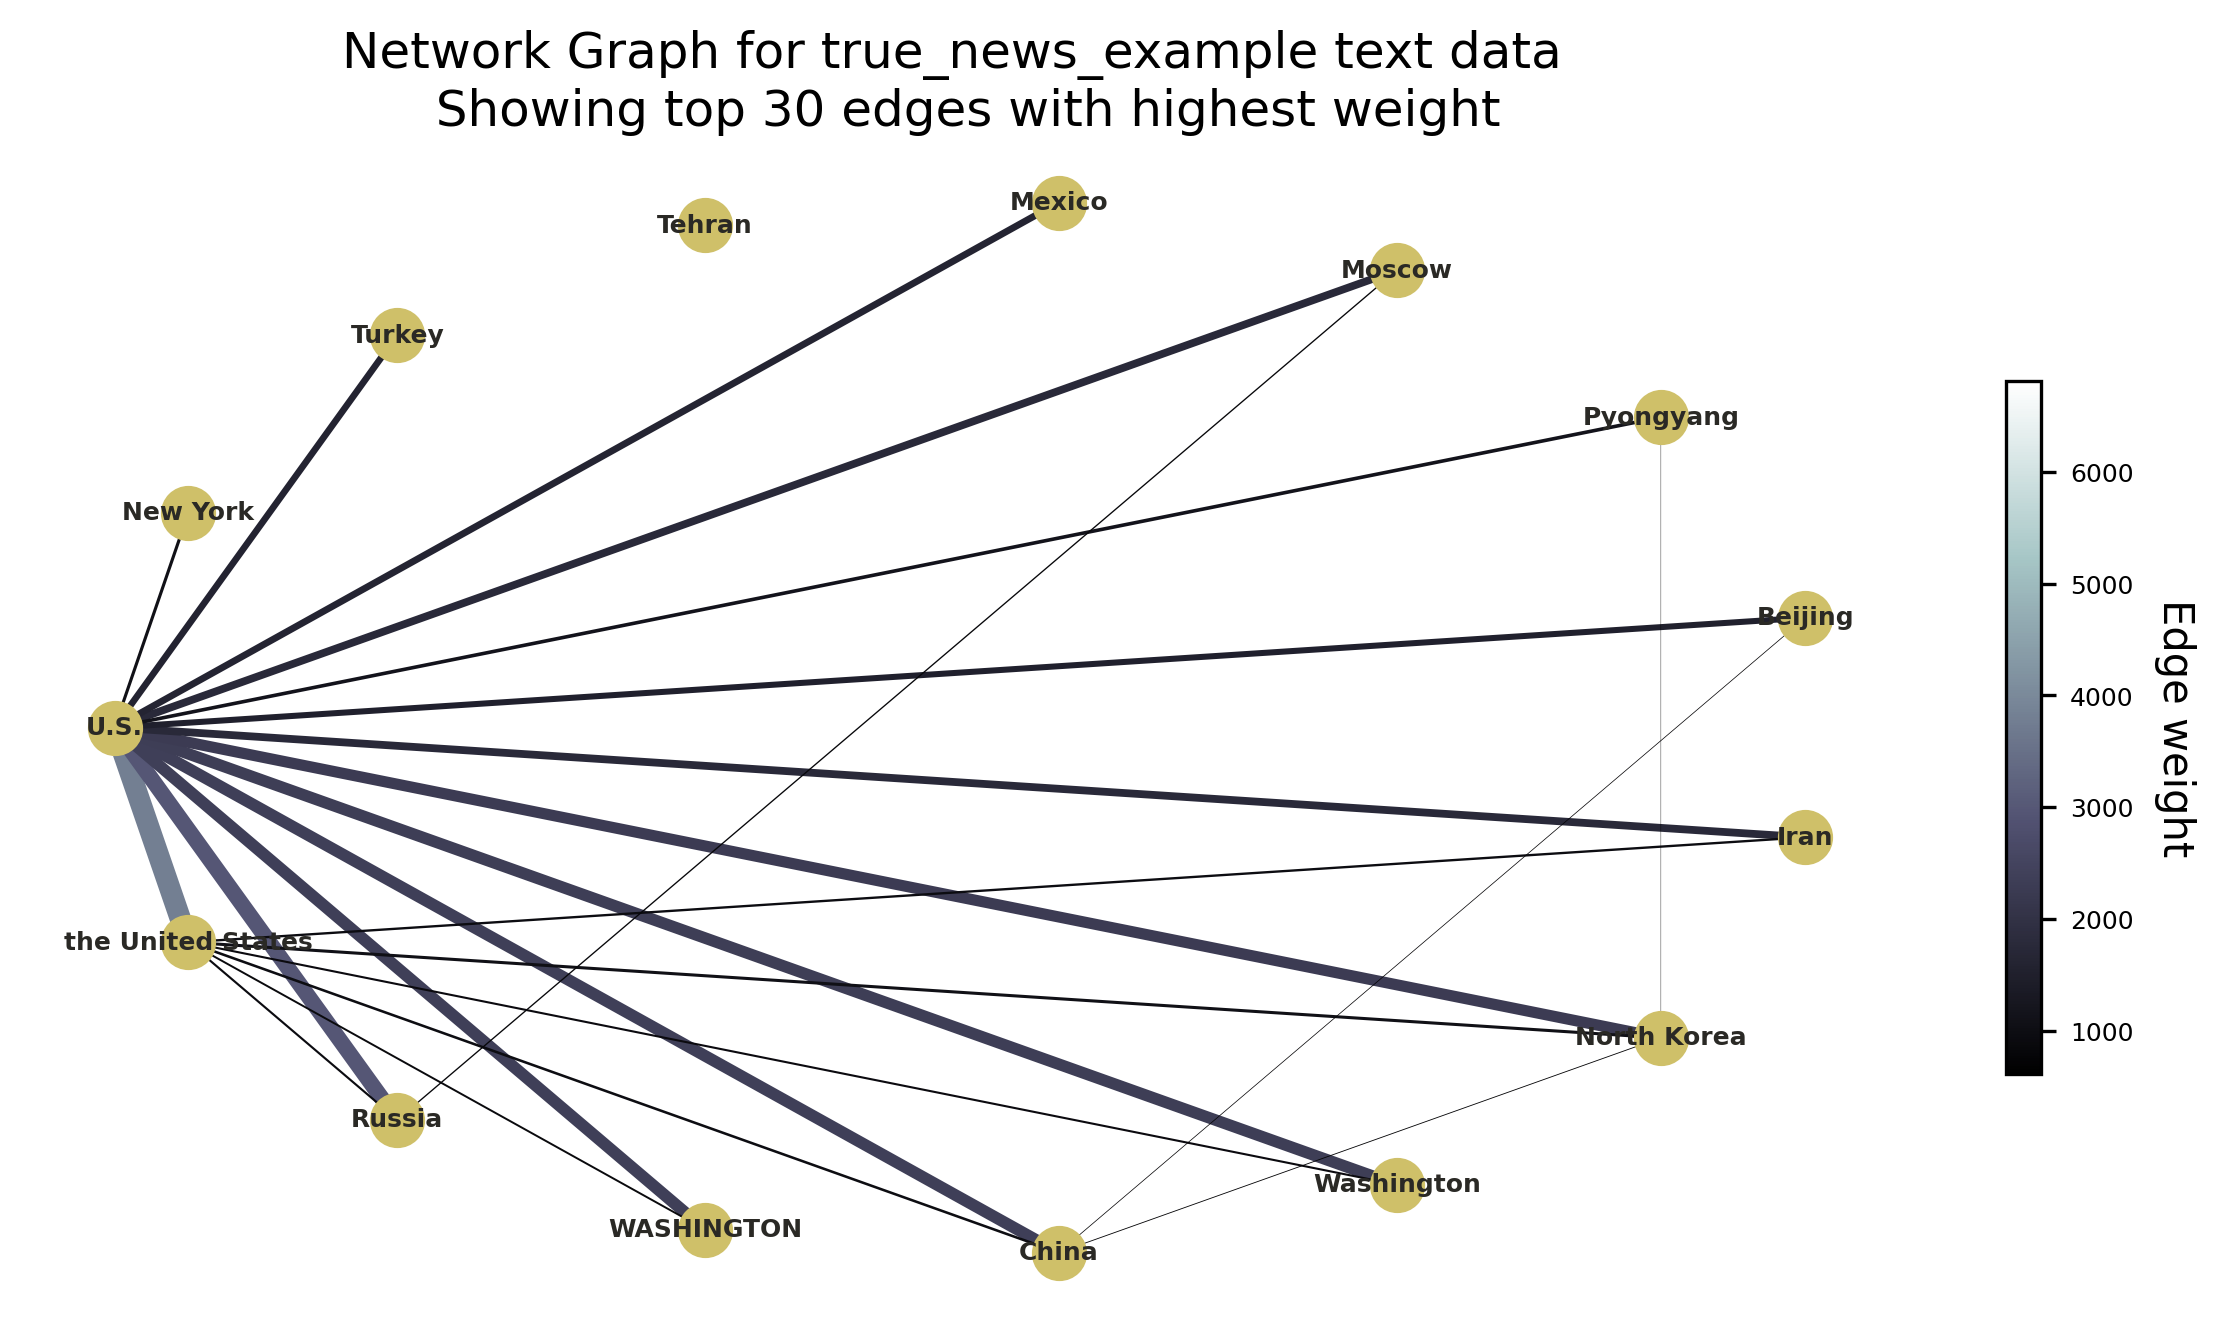 Network Graph for true_news_example text data
Showing top 30 edges with highest weight
Mexico
Tehran
Moscow
Turkey
Pyongyang
New York
Beijing
U.S.
Iran
the United States
North Korea
Russia
Washington
WASHINGTON
China
6000
5000
4000
3000
2000
1000
Edge weight